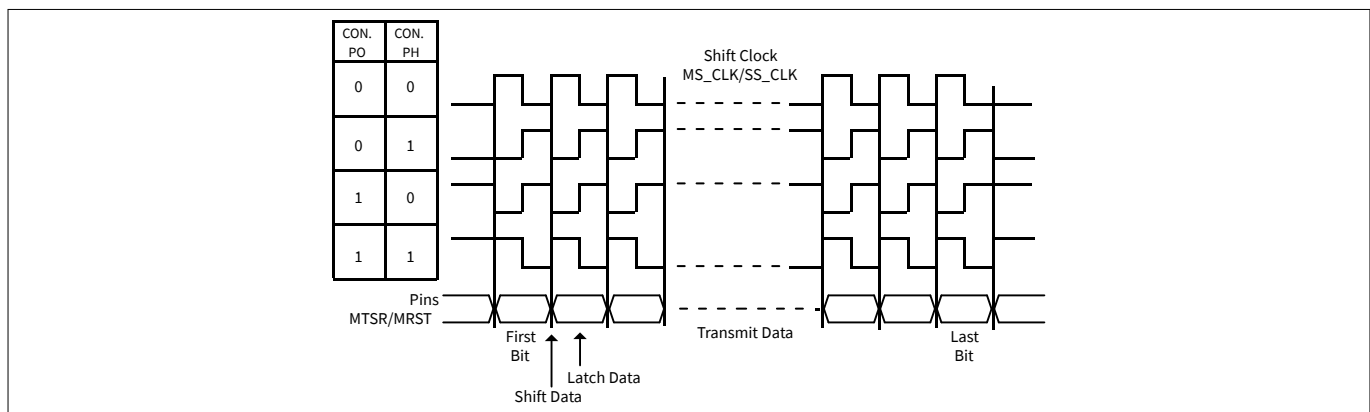 CON. CON.
PO PH
0 0
0 1
1 0
1 1
Shift Clock
MS_CLK/SS_CLK
Pins
MTSR/MRST
First
Bit
Transmit Data
Last
Bit
Latch Data
Shift Data